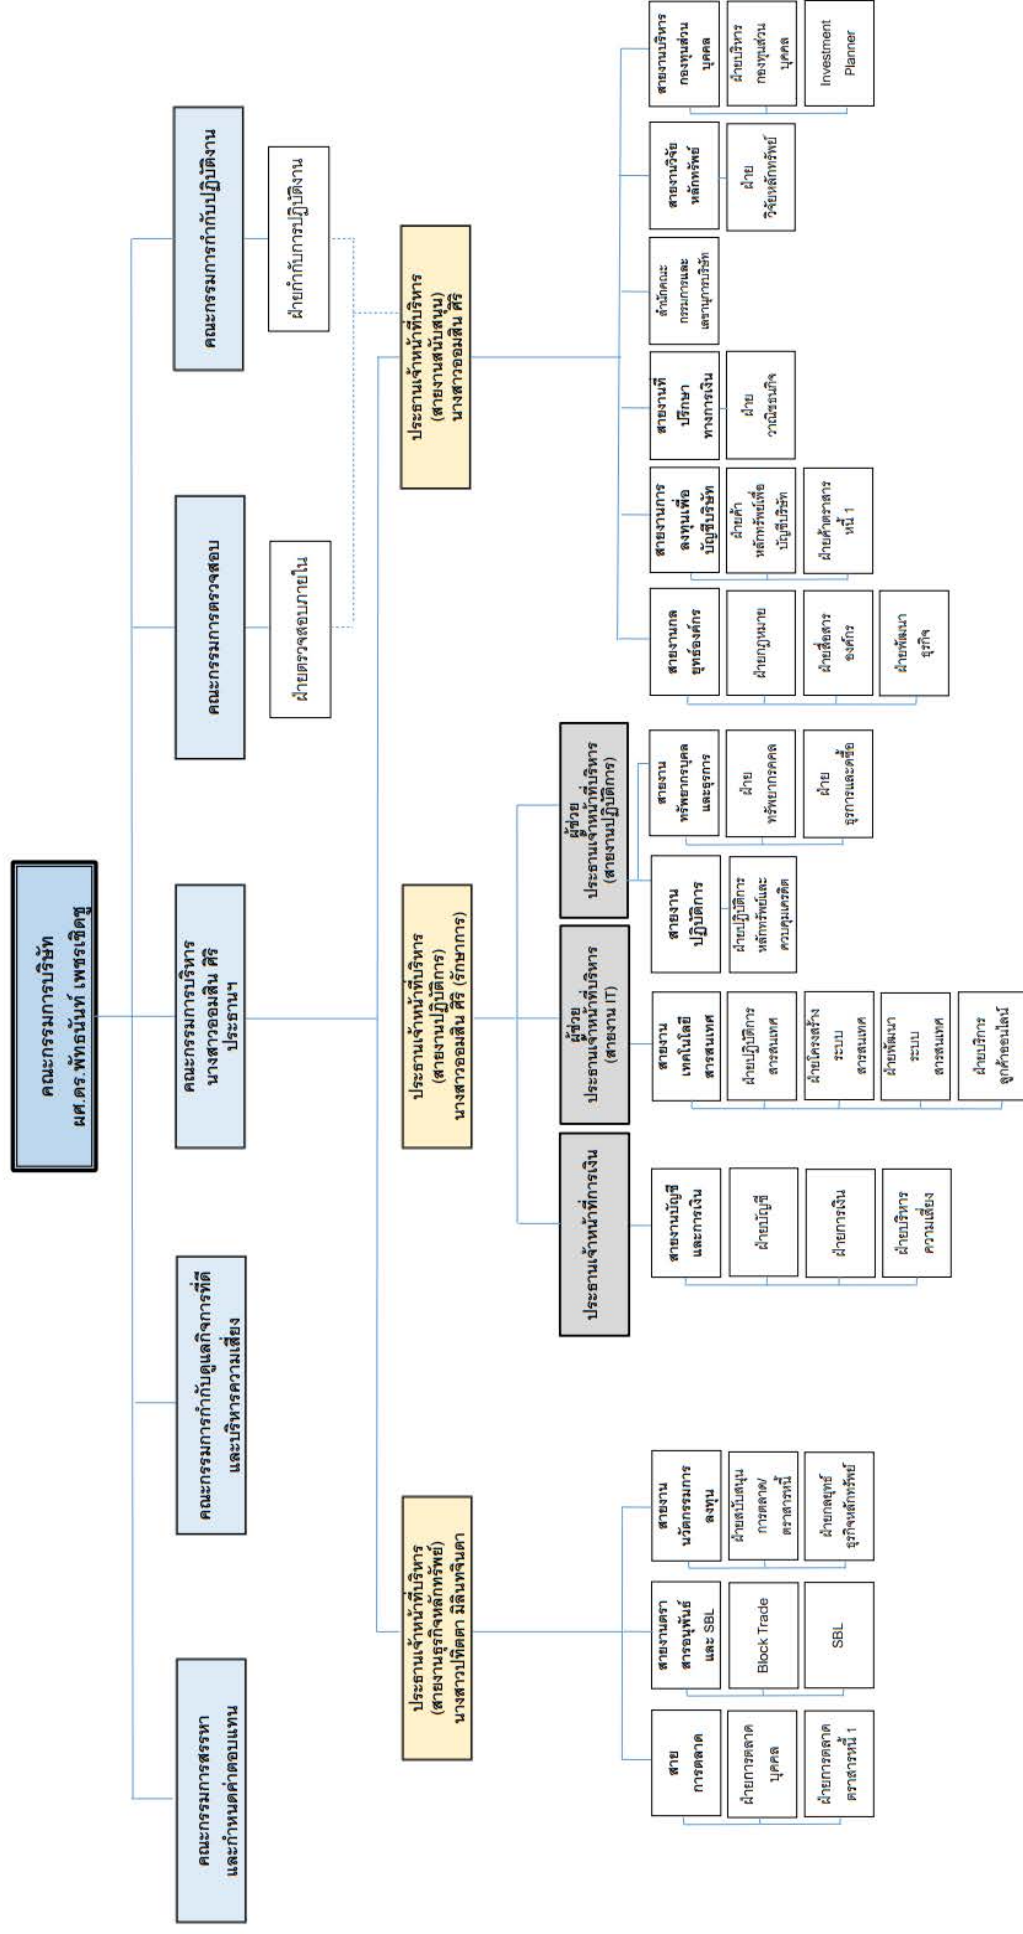 คณะกรรมการบริษัท
ผศ.ดร.พัทธนันท์ เพชรเชิดชู
คณะกรรมการสรรหา
และกำหนดค่าตอบแทน
คณะกรรมการกำกับดูแลกิจการที่ดี
และบริหารความเสี่ยง
คณะกรรมการบริหาร
นางสาวออมสิน ศิริ
ประธานฯ
คณะกรรมการตรวจสอบ
คณะกรรมการกำกับปฏิบัติงาน
ฝ่ายตรวจสอบภายใน
ฝ่ายกำกับการปฏิบัติงาน
ประธานเจ้าหน้าที่บริหาร
(สายงานธุรกิจหลักทรัพย์)
นางสาวปทิตตา มิลินทจินดา
ประธานเจ้าหน้าที่บริหาร
(สายงานปฏิบัติการ)
นางสาวออมสิน ศิริ (รักษาการ)
ประธานเจ้าหน้าที่บริหาร
(สายงานสนับสนุน)
นางสาวออมสิน ศิริ
ประธานเจ้าหน้าที่การเงิน
ผู้ช่วย
ประธานเจ้าหน้าที่บริหาร
(สายงาน IT)
ผู้ช่วย
ประธานเจ้าหน้าที่บริหาร
(สายงานปฏิบัติการ)
สาย
การตลาด
ฝ่ายการตลาด
บุคคล
ฝ่ายการตลาด
ตราสารหนี้ 1
สายงานตรา
สารอนุพันธ์
และ SBL
Block Trade
SBL
สายงาน
นวัตกรรมการ
ลงทุน
ฝ่ายสนับสนุน
การตลาด/
ตราสารหนี้
ฝ่ายกลยุทธ์
ธุรกิจหลักทรัพย์
สายงานบัญชี
และการเงิน
ฝ่ายบัญชี
ฝ่ายการเงิน
ฝ่ายบริหาร
ความเสี่ยง
สายงาน
เทคโนโลยี
สารสนเทศ
ฝ่ายปฏิบัติการ
สารสนเทศ
ฝ่ายโครงสร้าง
ระบบ
สารสนเทศ
ฝ่ายพัฒนา
ระบบ
สารสนเทศ
ฝ่ายบริการ
ลูกค้าออนไลน์
สายงาน
ปฏิบัติการ
ฝ่ายปฏิบัติการ
หลักทรัพย์และ
ควบคุมเครดิต
สายงาน
ทรัพยากรบุคล
และธุรการ
ฝ่าย
ทรัพยากรคคล
ฝ่าย
ธุรการและดซื้อ
สายงานกล
ยุทธ์องค์กร
ฝ่ายกฎหมาย
ฝ่ายสื่อสาร
องค์กร
ฝ่ายพัฒนา
ธุรกิจ
สายงานการ
ลงทุนเพื่อ
บัญชีบริษัท
ฝ่ายค้า
หลักทรัพย์เพื่อ
บัญชีบริษัท
ฝ่ายค้าตราสาร
หนี้ 1
สายงานที่
ปรึกษา
ทางการเงิน
ฝ่าย
วาณิชธนกิจ
สำนักคณะ
กรรมการและ
เลขานุการบริษัท
สายงานวิจัย
หลักทรัพย์
ฝ่าย
วิจัยหลักทรัพย์
สายงานบริหาร
กองทุนส่วน
บุคคล
ฝ่ายบริหาร
กองทุนส่วน
บุคคล
Investment
Planner